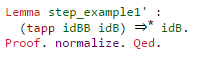 Lemma step_example1' :
  (tapp idBB idB) ⇒* idB.
Proof. normalize. Qed.